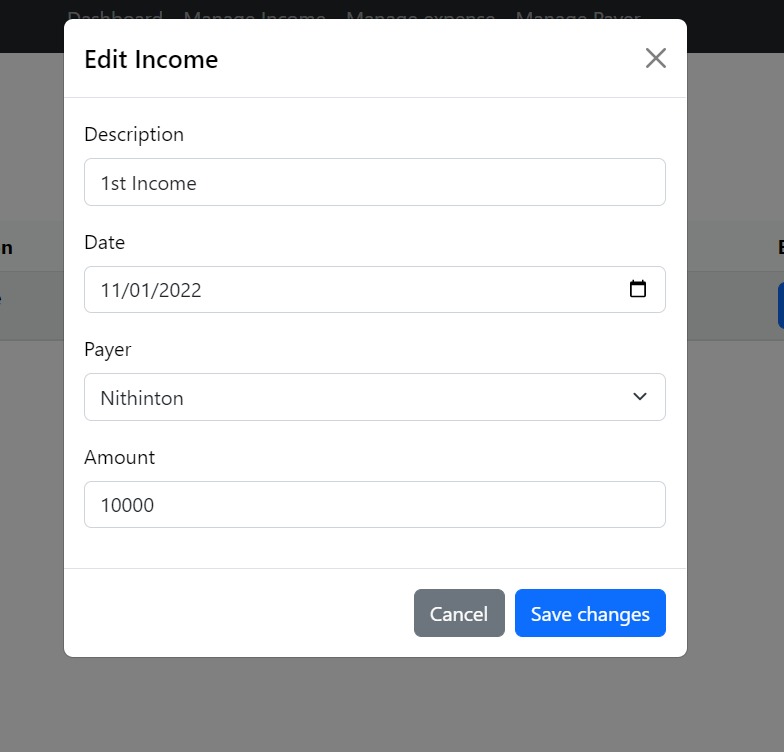 Dashboard Manage Income Manage expense Manage Payer
Edit Income
Description
1st Income
Date
11/01/2022
Payer
Nithinton
Amount
10000
Cancel Save changes